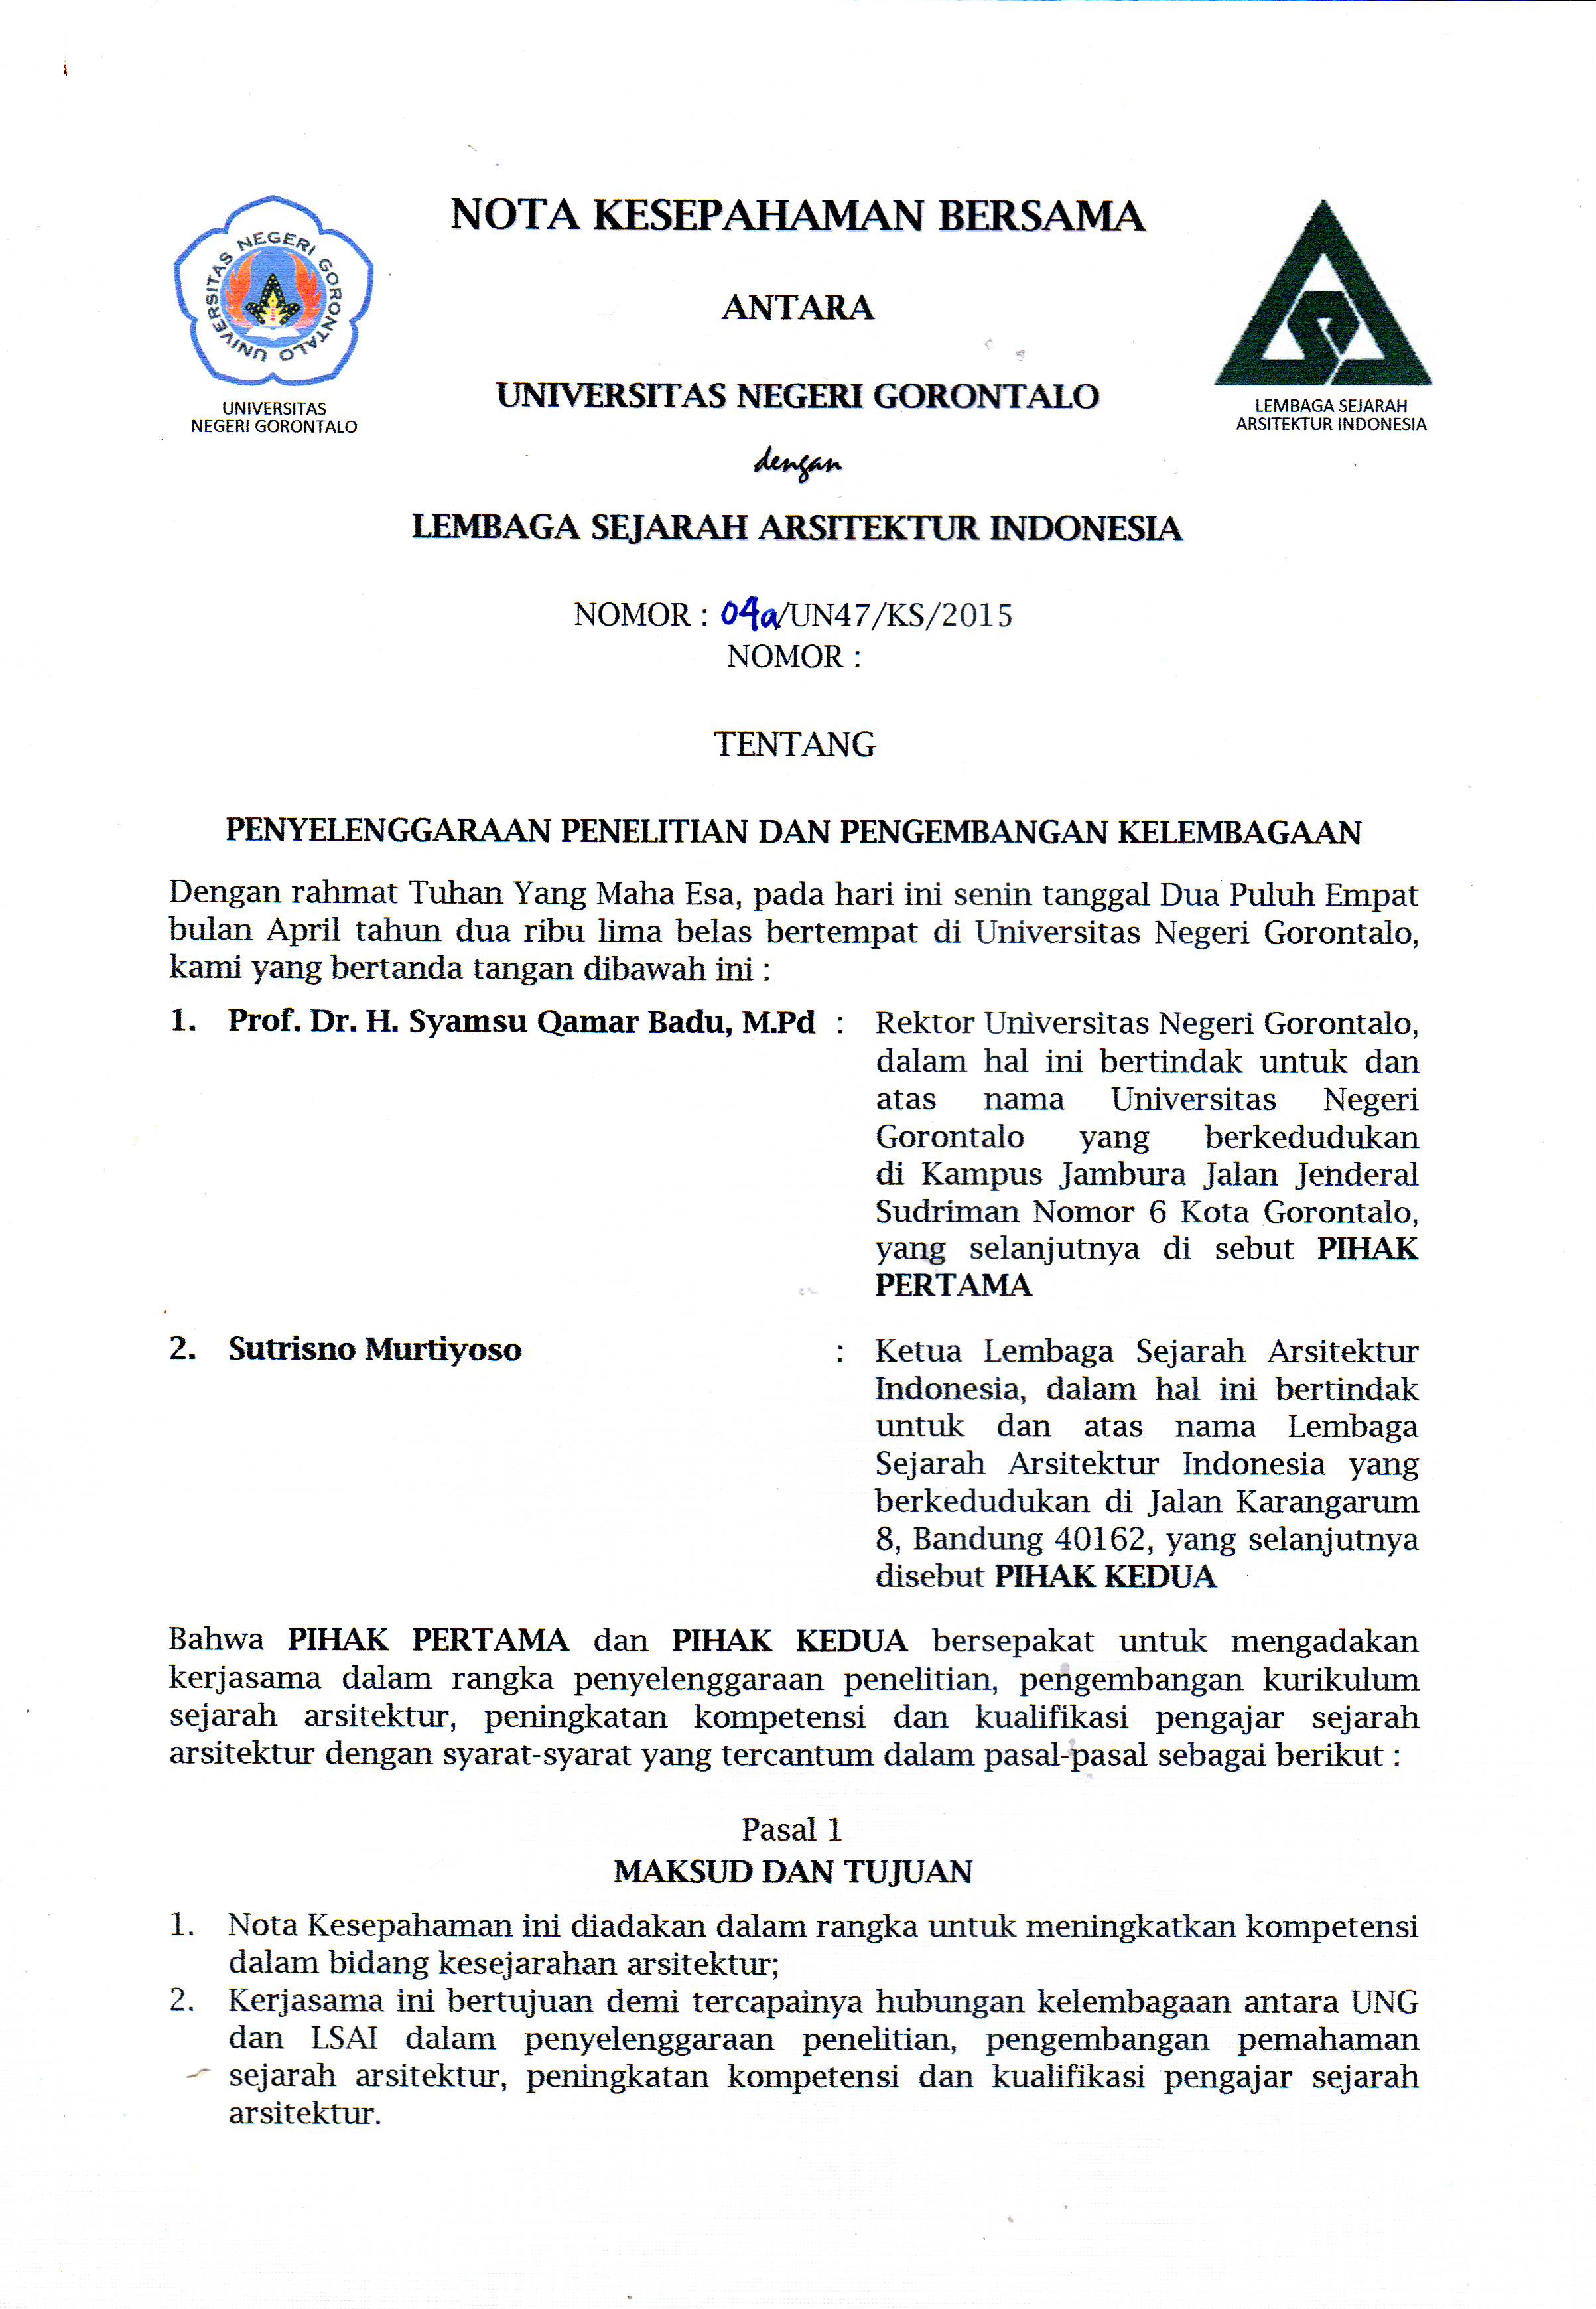 NOTA KESEPAHAMAN BERSAMA
ANTARA
UNIVERSITAS NEGERI GORONTALO
UNIVERSITAS
NEGERI GORONTALO
LEMBAGA SEJARAH
ARSITEKTUR INDONESIA
UNIVERSITAS NEGERI GORONTALO
dengan
LEMBAGA SEJARAH ARSITEKTUR INDONESIA
NOMOR : 04a/UN47/KS/2015
NOMOR :
TENTANG
PENYELENGGARAAN PENELITIAN DAN PENGEMBANGAN KELEMBAGAAN
Dengan rahmat Tuhan Yang Maha Esa, pada hari ini senin tanggal Dua Puluh Empat
bulan April tahun dua ribu lima belas bertempat di Universitas Negeri Gorontalo,
kami yang bertanda tangan dibawah ini :
1. Prof. Dr. H. Syamsu Qamar Badu, M.Pd : Rektor Universitas Negeri Gorontalo,
dalam hal ini bertindak untuk dan
atas nama Universitas Negeri
Gorontalo yang berkedudukan
di Kampus Jambura Jalan Jenderal
Sudriman Nomor 6 Kota Gorontalo,
yang selanjutnya di sebut PIHAK
PERTAMA
2. Sutrisno Murtiyoso : Ketua Lembaga Sejarah Arsitektur
Indonesia, dalam hal ini bertindak
untuk dan atas nama Lembaga
Sejarah Arsitektur Indonesia yang
berkedudukan di Jalan Karangarum
8, Bandung 40162, yang selanjutnya
disebut PIHAK KEDUA
Bahwa PIHAK PERTAMA dan PIHAK KEDUA bersepakat untuk mengadakan
kerjasama dalam rangka penyelenggaraan penelitian, pengembangan kurikulum
sejarah arsitektur, peningkatan kompetensi dan kualifikasi pengajar sejarah
arsitektur dengan syarat-syarat yang tercantum dalam pasal-pasal sebagai berikut :
Pasal 1
MAKSUD DAN TUJUAN
1. Nota Kesepahaman ini diadakan dalam rangka untuk meningkatkan kompetensi
dalam bidang kesejarahan arsitektur;
2. Kerjasama ini bertujuan demi tercapainya hubungan kelembagaan antara UNG
dan LSAI dalam penyelenggaraan penelitian, pengembangan pemahaman
sejarah arsitektur, peningkatan kompetensi dan kualifikasi pengajar sejarah
arsitektur.